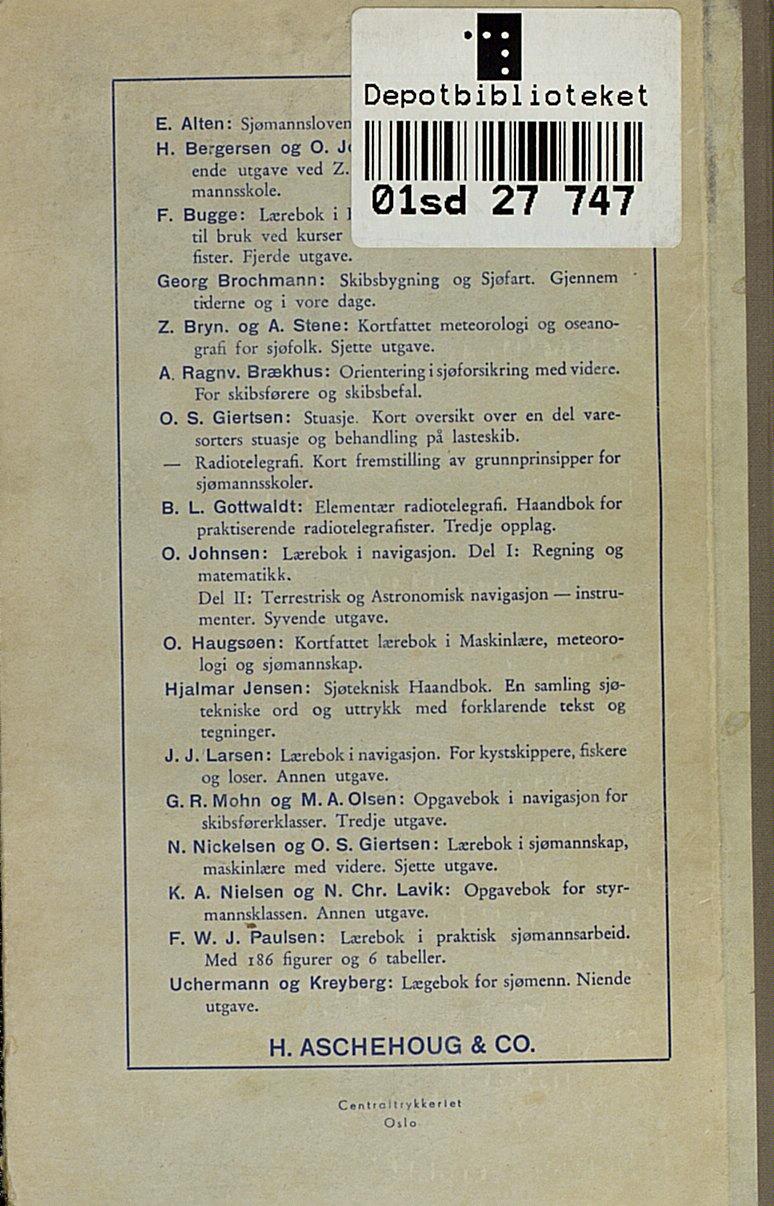 Depotbiblioteket
01sd 27 747
E. Alten: Sjømannsloven
H. Bergersen og O.
ende utgave ved Z.
mannsskole.
F. Bugge: Lærebok i
til bruk ved kurser
fister. Fjerde utgave.
Georg Brochmann: Skibsbygning og Sjøfart. Gjennem
tiderne og i vore dage.
Z. Bryn. og A. Stene: Kortfattet meteorologi og oseano-
grafi for sjøfolk. Sjette utgave.
A. Ragnv. Brækhus: Orientering i sjøforsikring med videre.
For skibsførere og skibsbefal.
O. S. Giertsen: Stuasje. Kort oversikt over en del vare-
sorters stuasje og behandling på lasteskib.
— Radiotelegrafi. Kort fremstilling av grunnprinsipper for
sjømannsskoler.
B. L. Gottwaldt: Elementær radiotelegrafi. Haandbok for
praktiserende radiotelegrafister. Tredje opplag.
O. Johnsen: Lærebok i navigasjon. Del I: Regning og
matematikk.
Del II: Terrestrisk og Astronomisk navigasjon — instru-
menter. Syvende utgave.
O. Haugsøen: Kortfattet lærebok i Maskinlære, meteoro-
logi og sjømannskap.
Hjalmar Jensen: Sjøteknisk Haandbok. En samling sjø-
tekniske ord og uttrykk med forklarende tekst og
tegninger.
J. J. Larsen: Lærebok i navigasjon. For kystskippere, fiskere
og loser. Annen utgave.
G. R. Mohn og M. A. Olsen: Opgavebok i navigasjon for
skibsførerklasser. Tredje utgave.
N. Nickelsen og O. S. Giertsen: Lærebok i sjømannskap,
maskinlære med videre. Sjette utgave.
K. A. Nielsen og N. Chr. Lavik: Opgavebok for styr-
mannsklassen. Annen utgave.
F. W. J. Paulsen: Lærebok i praktisk sjømannsarbeid.
Med 186 figurer og 6 tabeller.
Uchermann og Kreyberg: Lægebok for sjømenn. Niende
utgave.
H. ASCHEHOUG & CO.
Centraltrykkeriet
Oslo